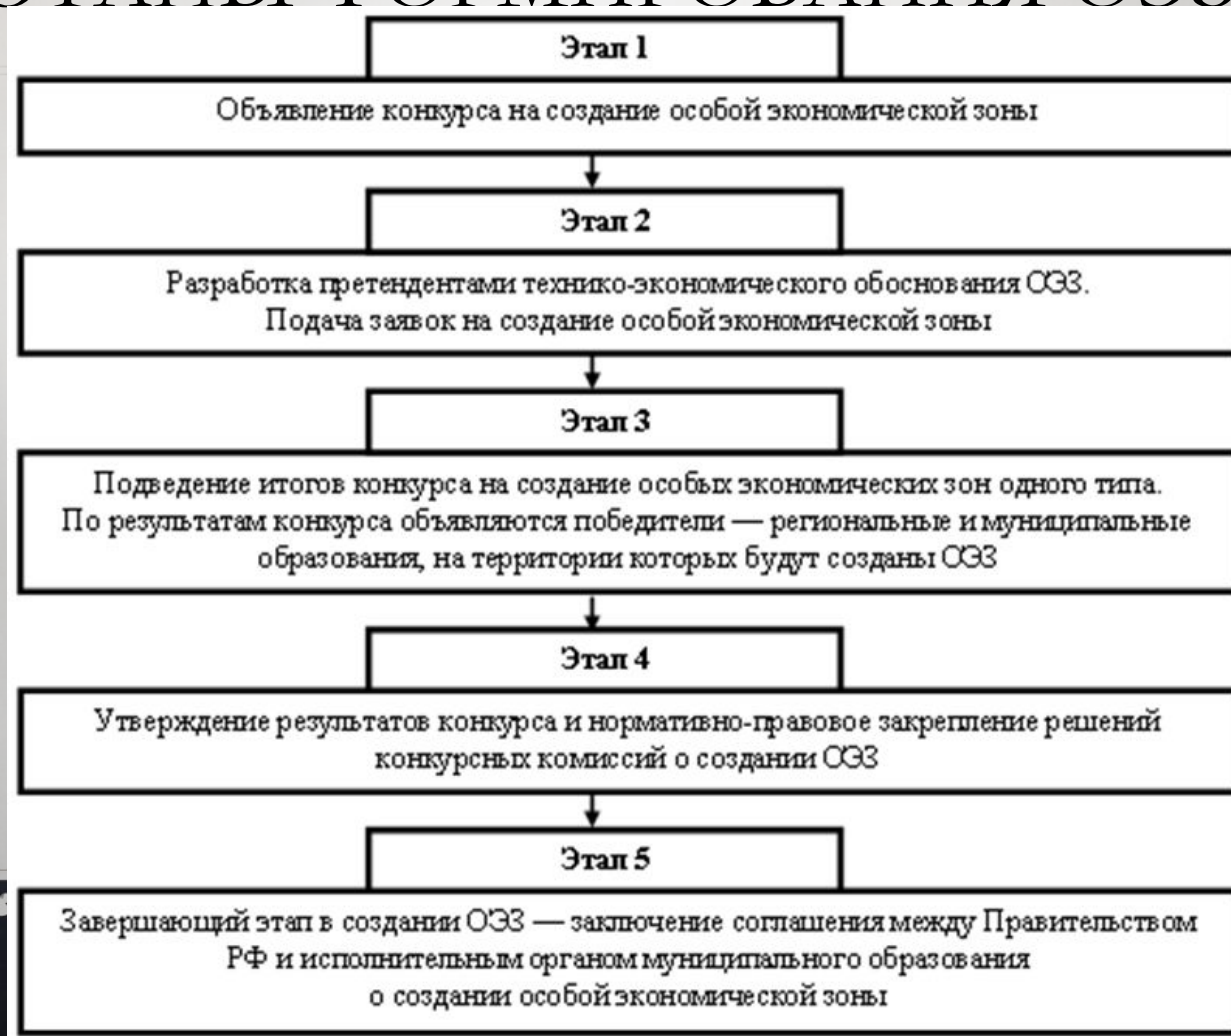 ЭТАПЫ ФОРМИРОВАНИЯ ОЭЗ
Этап 1
Объявление конкурса на создание особой экономической зоны
Этап 2
Разработка претендентами технико-экономического обоснования ОЭЗ.
Подача заявок на создание особой экономической зоны
Этап 3
Подведение итогов конкурса на создание особых экономических зон одного типа.
По результатам конкурса объявляются победители — региональные и муниципальные
образования, на территории которых будут созданы ОЭЗ
Этап 4
Утверждение результатов конкурса и нормативно-правовое закрепление решений
конкурсных комиссий о создании ОЭЗ
Этап 5
Завершающий этап в создании ОЭЗ — заключение соглашения между Правительством
РФ и исполнительным органом муниципального образования
о создании особой экономической зоны